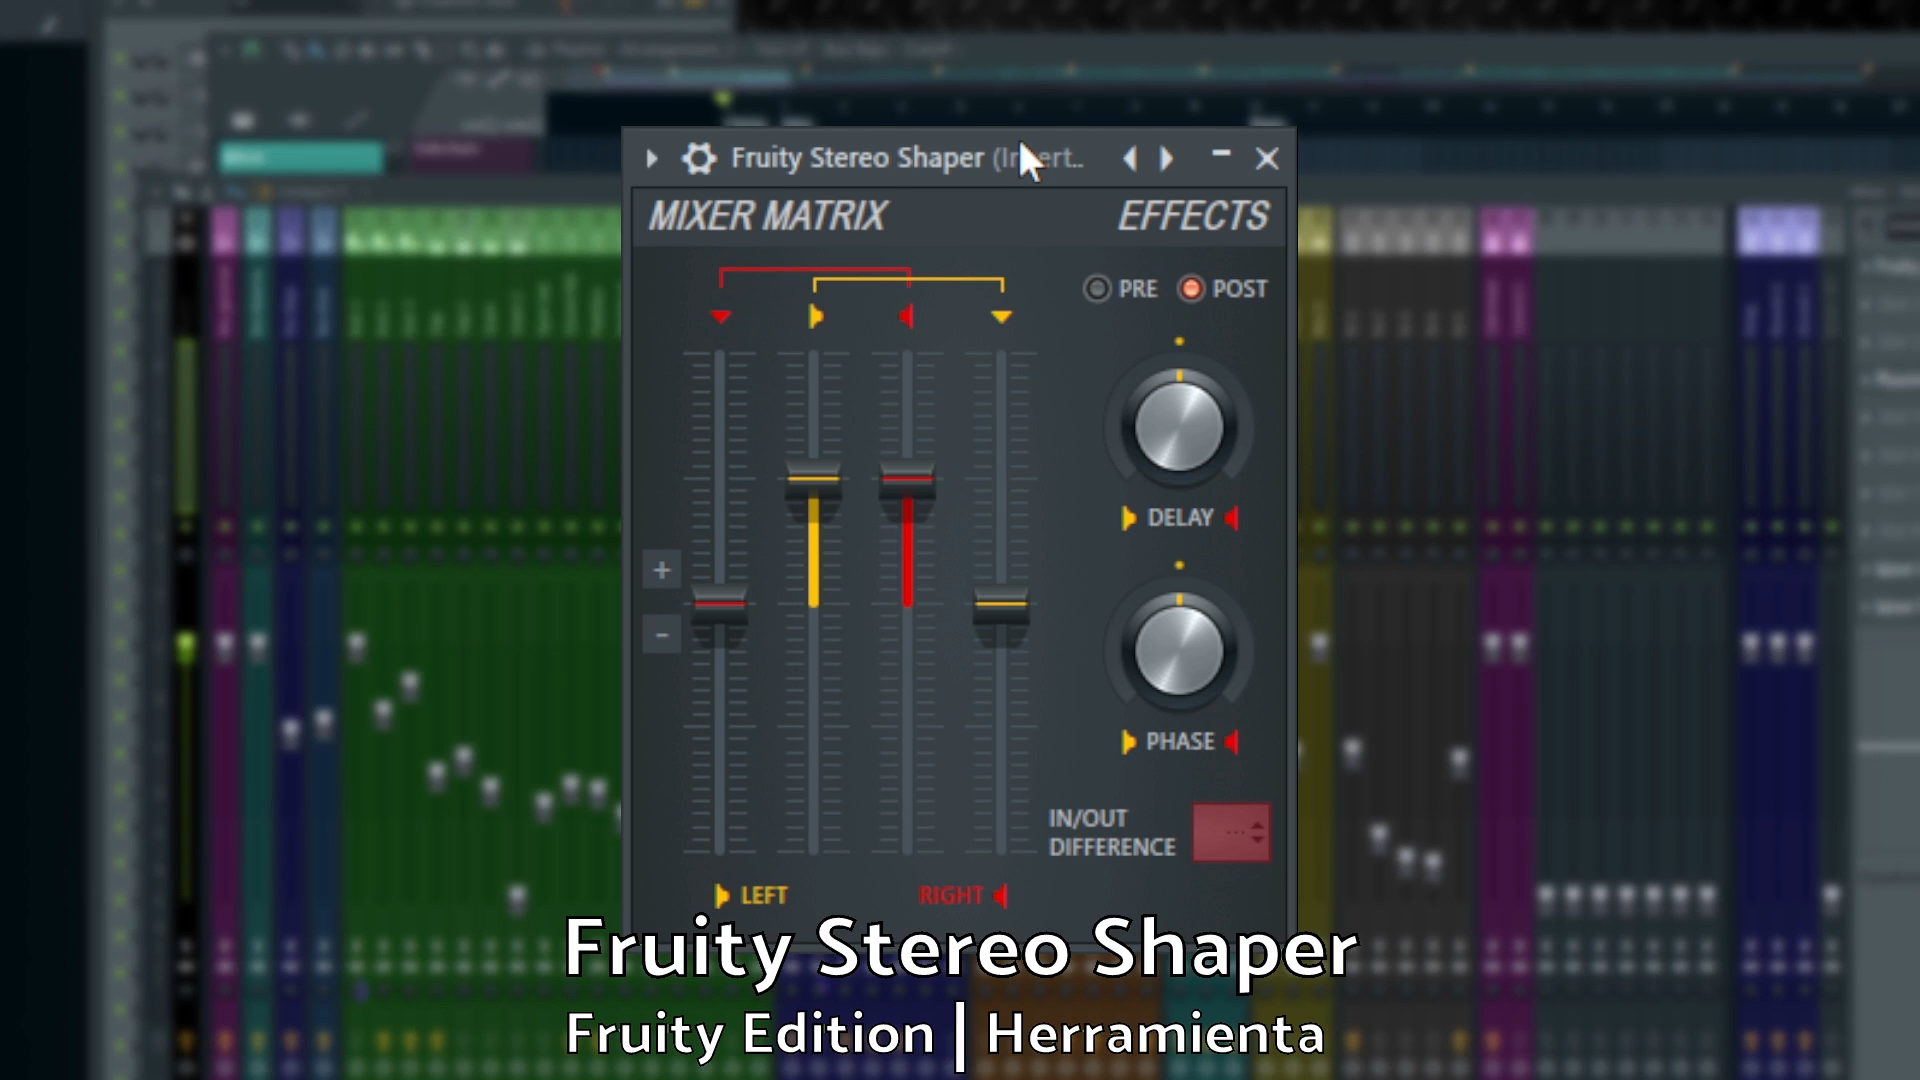 Fruity Stereo Shaper (Insert..
MIXER MATRIX
EFFECTS
PRE
POST
DELAY
+
-
PHASE
IN/OUT
DIFFERENCE
LEFT
RIGHT
Fruity Stereo Shaper
Fruity Edition | Herramienta